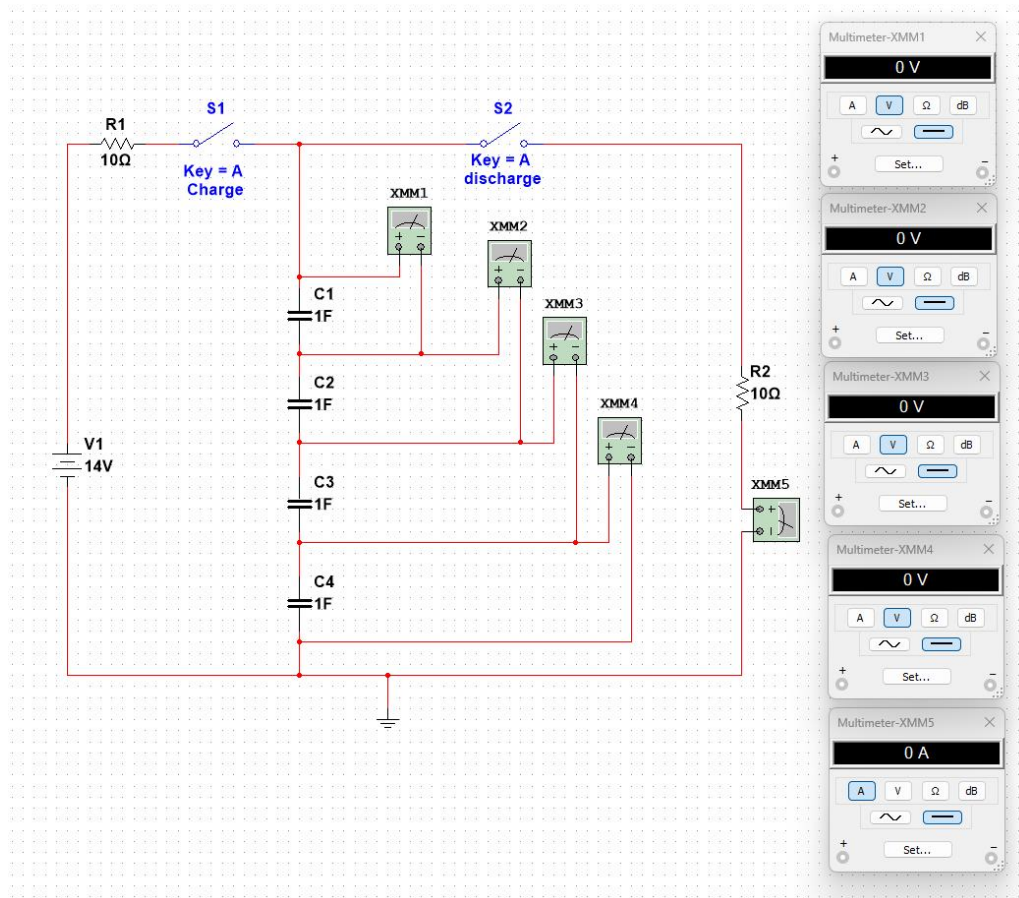 S1
S2
R1
10Ω
Key = A
Charge
Key = A
discharge
XMM1
+ −
XMM2
+ −
C1
1F
XMM3
+ −
C2
1F
R2
10Ω
XMM4
+ −
V1
14V
C3
1F
XMM5
+
−
C4
1F
Multimeter-XMM1
0 V
A V Ω dB
+ Set... −
Multimeter-XMM2
0 V
A V Ω dB
+ Set... −
Multimeter-XMM3
0 V
A V Ω dB
+ Set... −
Multimeter-XMM4
0 V
A V Ω dB
+ Set... −
Multimeter-XMM5
0 A
A V Ω dB
+ Set... −